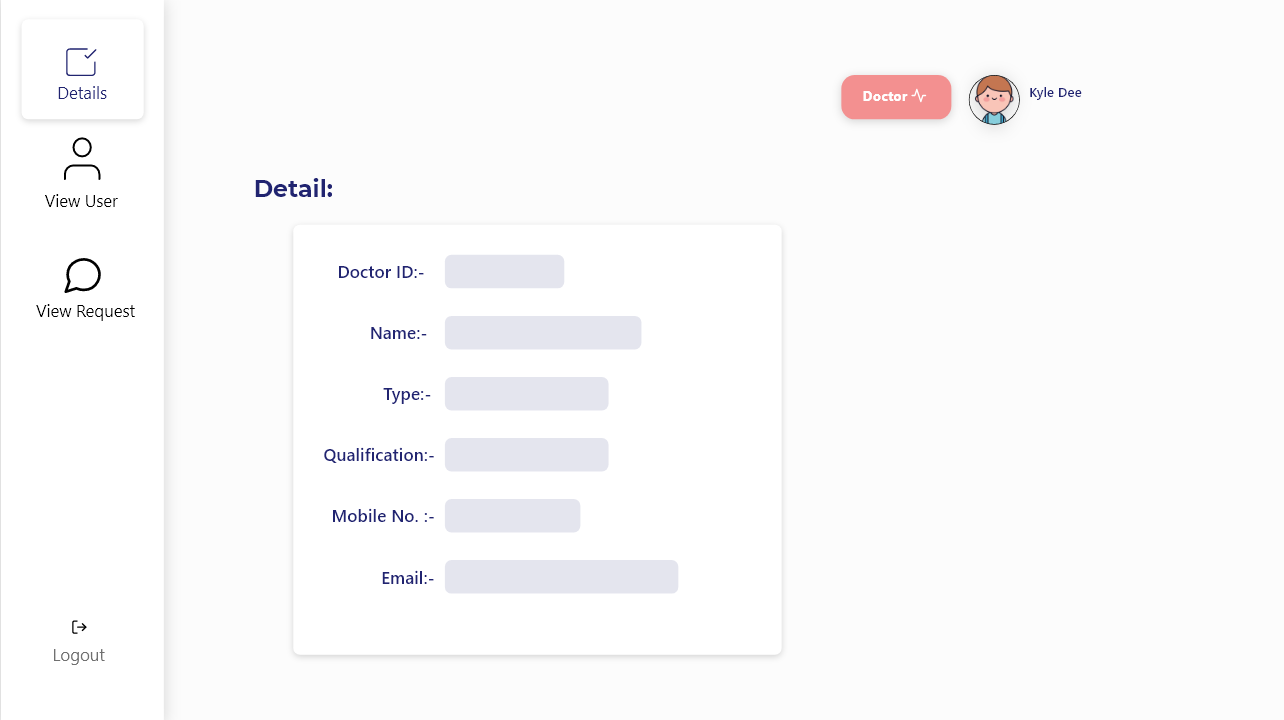 Details
View User
View Request
Logout
Doctor
Kyle Dee
Detail:
Doctor ID:-
Name:-
Type:-
Qualification:-
Mobile No. :-
Email:-